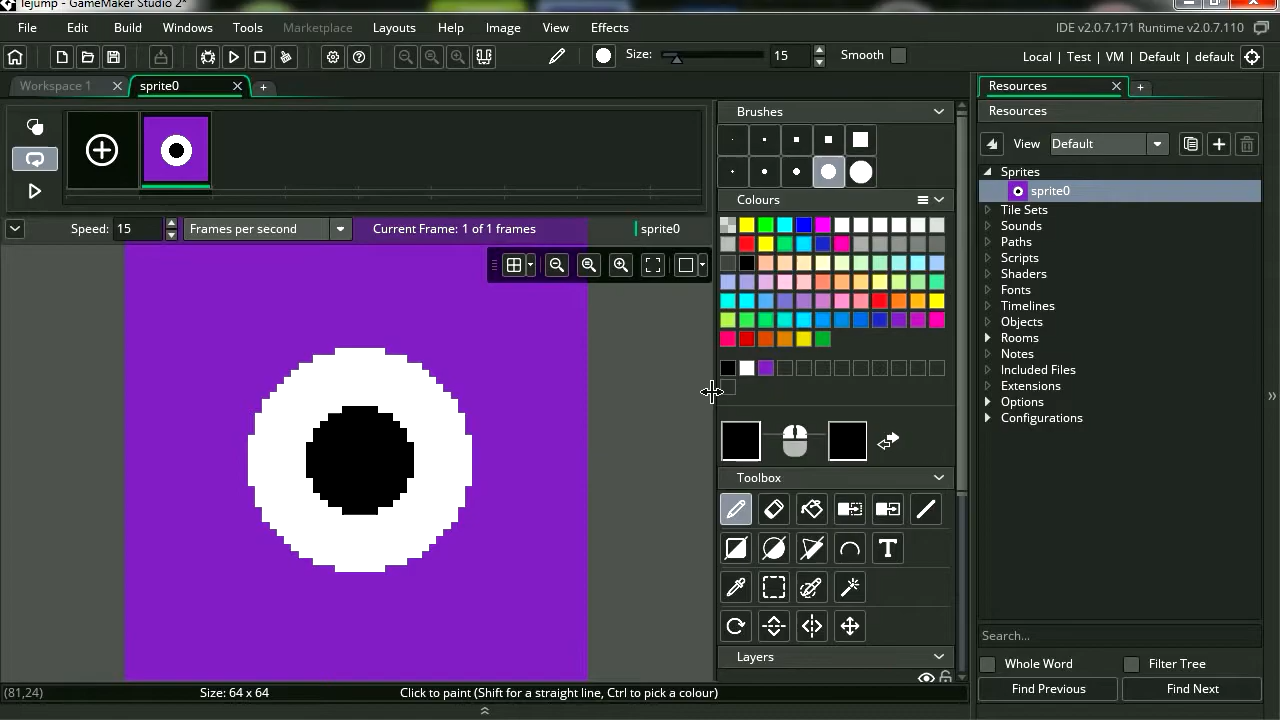 Tejump - GameMaker Studio 2*
File Edit Build Windows Tools Marketplace Layouts Help Image View Effects
IDE v2.0.7.171 Runtime v2.0.7.110
Size: 15 Smooth
Local | Test | VM | Default | default
Workspace 1
sprite0
Resources
Brushes
Resources
View Default
Sprites
sprite0
Colours
Tile Sets
Sounds
Speed: 15 Frames per second Current Frame: 1 of 1 frames sprite0
Paths
Scripts
Shaders
Fonts
Timelines
Objects
Rooms
Notes
Included Files
Extensions
Options
Configurations
Toolbox
T
Search...
Layers
Whole Word Filter Tree
Find Previous Find Next
(81,24) Size: 64 x 64 Click to paint (Shift for a straight line, Ctrl to pick a colour)